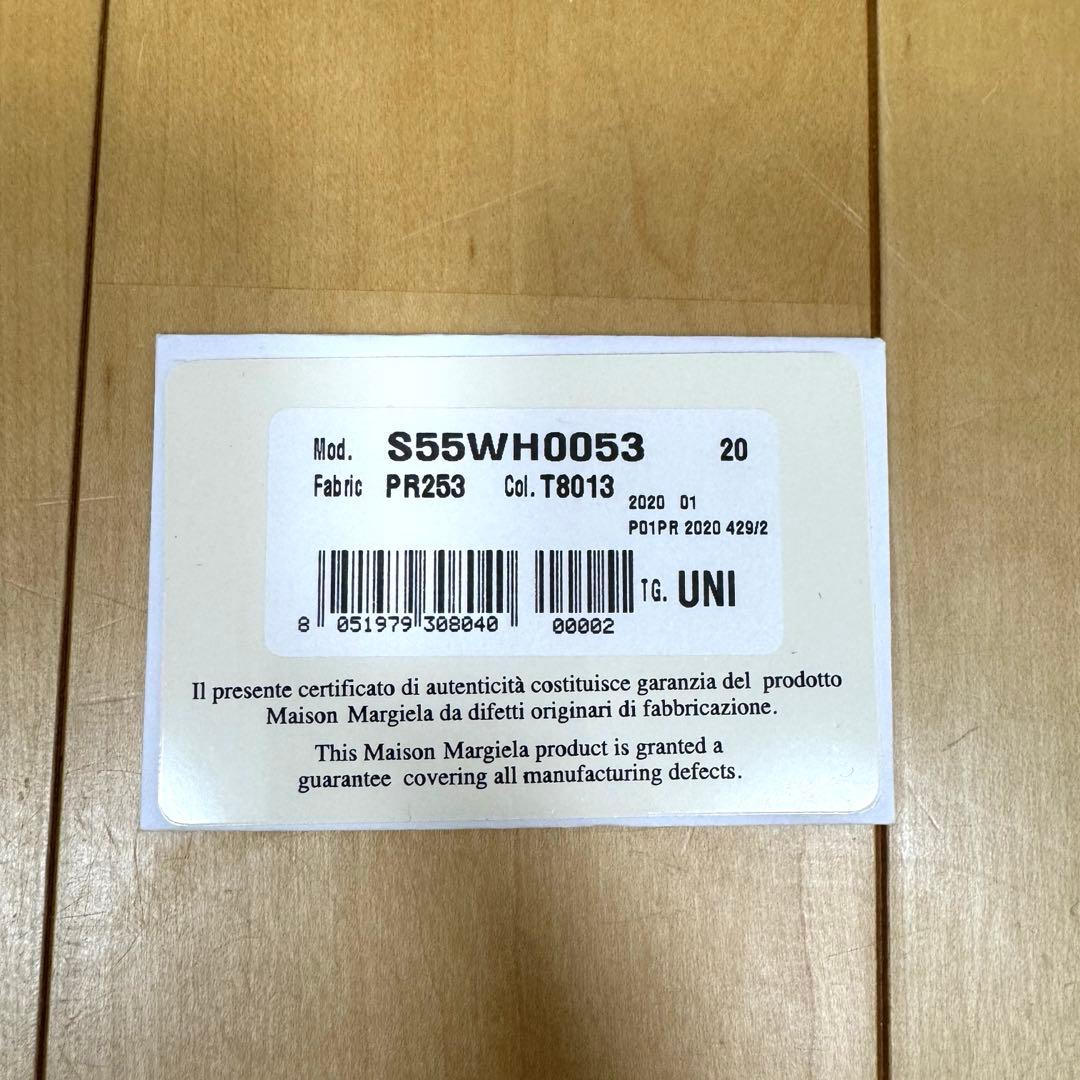 Mod. S55WH0053 20
Fabric PR253 Col. T8013
2020 01
P01PR 2020 429/2
TG. UNI
8 051979 308040 00002
Il presente certificato di autenticità costituisce garanzia del prodotto
Maison Margiela da difetti originari di fabbricazione.
This Maison Margiela product is granted a
guarantee covering all manufacturing defects.